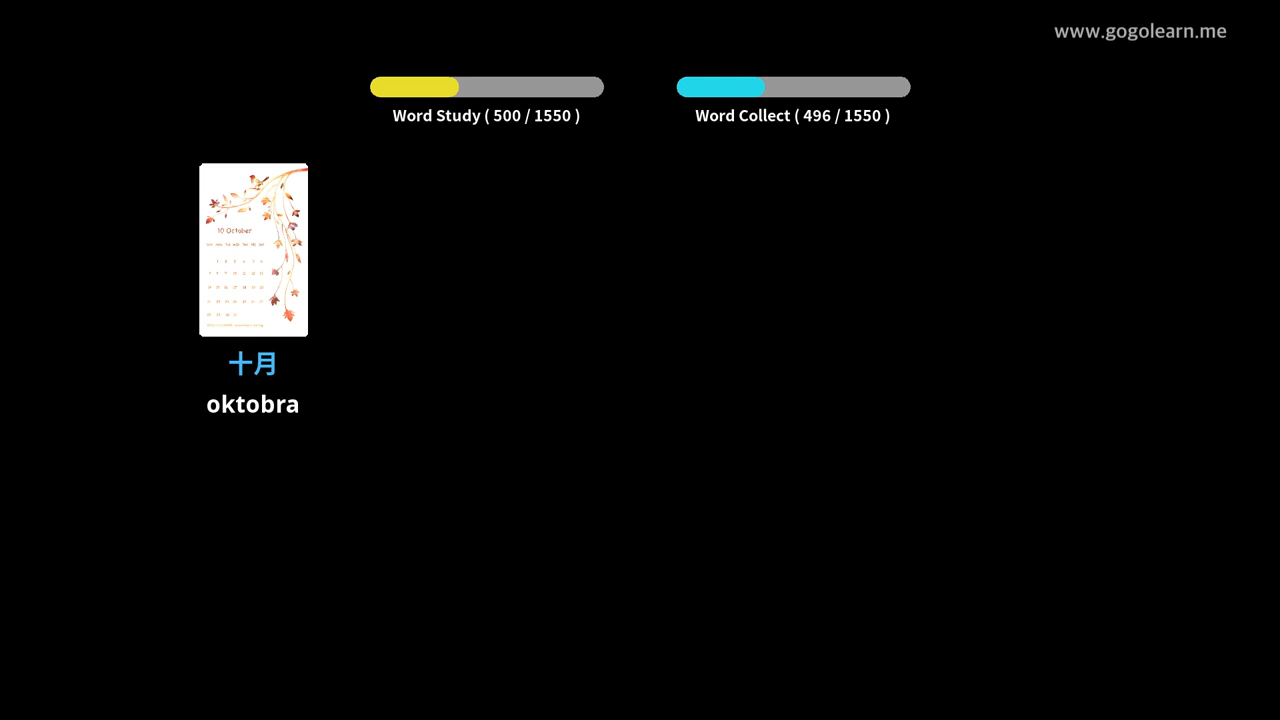 www.gogolearn.me
Word Study ( 500 / 1550 )
Word Collect ( 496 / 1550 )
10 October
十月
oktobra